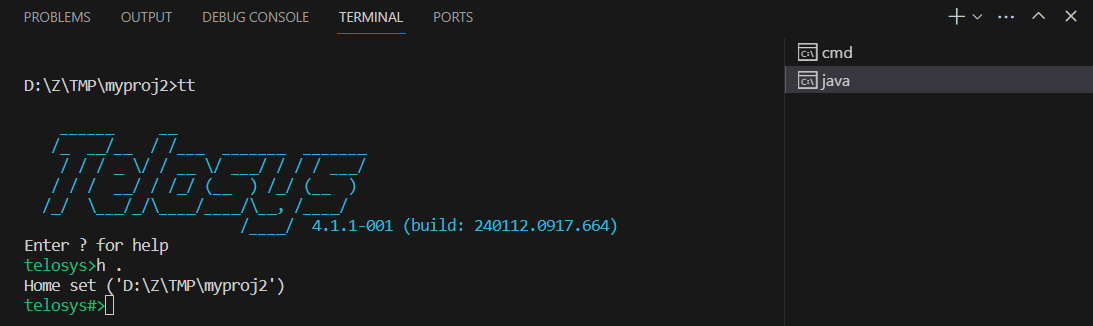 PROBLEMS OUTPUT DEBUG CONSOLE TERMINAL PORTS
cmd
java
D:\Z\TMP\myproj2>tt
Telosys
4.1.1-001 (build: 240112.0917.664)
Enter ? for help
telosys>h .
Home set ('D:\Z\TMP\myproj2')
telosys#>